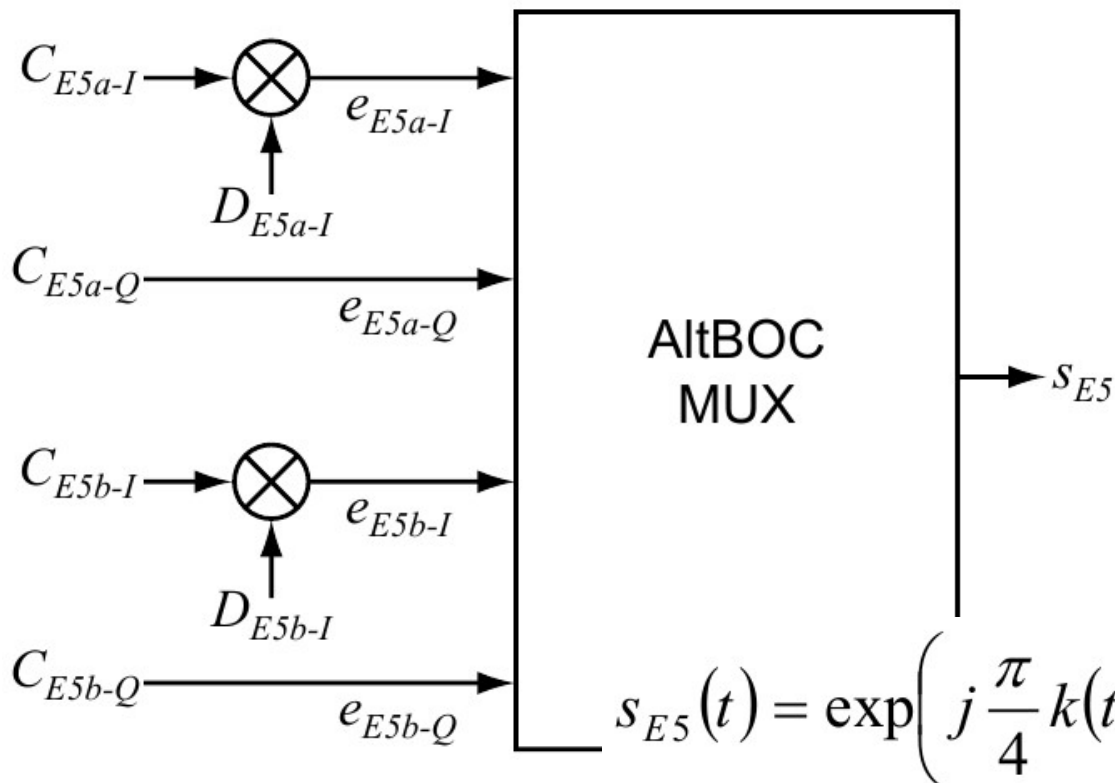 C_{E5a-I}
e_{E5a-I}
D_{E5a-I}
C_{E5a-Q}
e_{E5a-Q}
AltBOC
MUX
s_{E5}
C_{E5b-I}
e_{E5b-I}
D_{E5b-I}
C_{E5b-Q}
e_{E5b-Q}
s_{E5}(t) = exp(j π/4 k(t